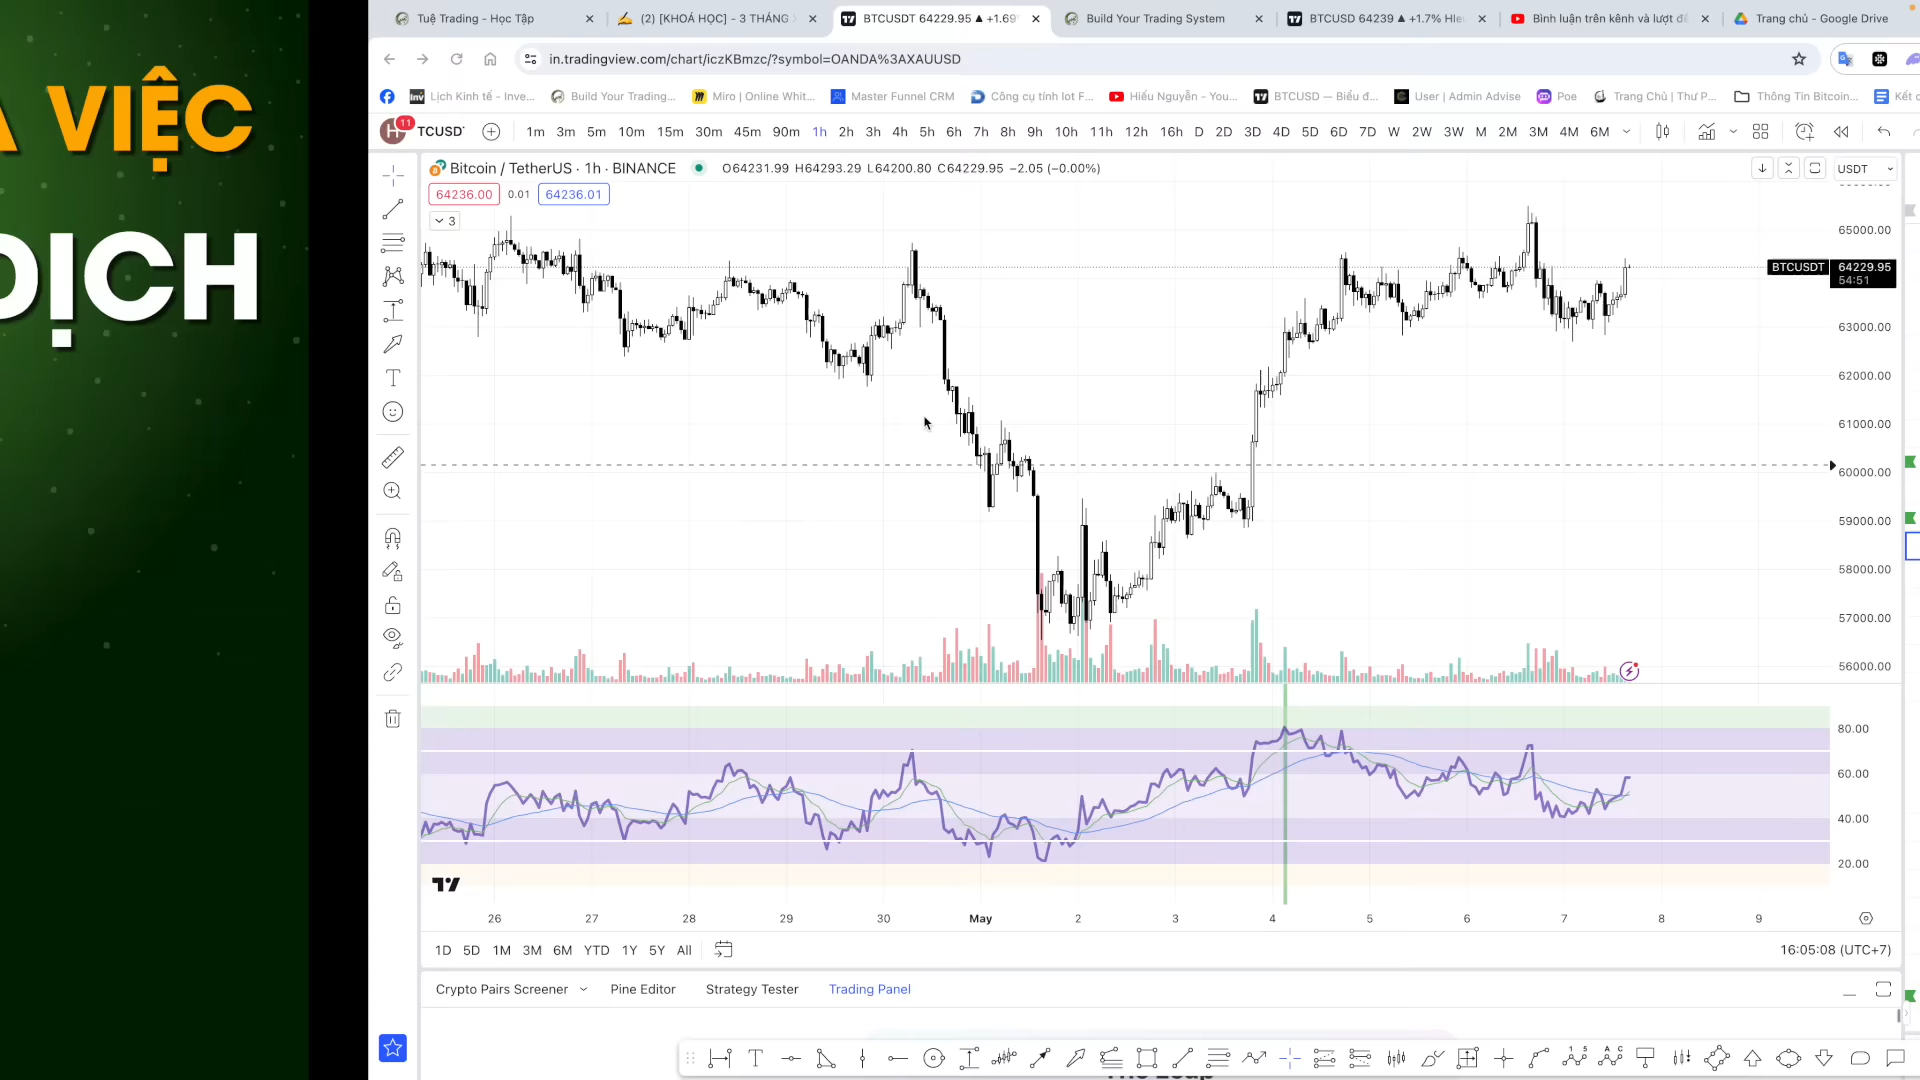 VIỆC
DỊCH
Tuệ Trading - Học Tập
(2) [KHOÁ HỌC] - 3 THÁNG
BTCUSDT 64229.95 ▲ +1.69
Build Your Trading System
BTCUSD 64239 ▲ +1.7%
Bình luận trên kênh và lượt
Trang chủ - Google Drive
in.tradingview.com/chart/iczKBmzc/?symbol=OANDA%3AXAUUSD
Lịch Kinh tế - Inve...
Build Your Trading...
Miro | Online Whit...
Master Funnel CRM
Công cụ tính lot F...
Hiếu Nguyễn - You...
BTCUSD — Biểu đ...
User | Admin Advise
Poe
Trang Chủ | Thư P...
Thông Tin Bitcoin...
H 11 TCUSD
1m 3m 5m 10m 15m 30m 45m 90m 1h 2h 3h 4h 5h 6h 7h 8h 9h 10h 11h 12h 16h D 2D 3D 4D 5D 6D 7D W 2W 3W M 2M 3M 4M 6M
Bitcoin / TetherUS · 1h · BINANCE
O64231.99 H64293.29 L64200.80 C64229.95 −2.05 (−0.00%)
USDT
64236.00 0.01 64236.01
3
65000.00
BTCUSDT 64229.95
54:51
63000.00
62000.00
61000.00
60000.00
59000.00
58000.00
57000.00
56000.00
80.00
60.00
40.00
20.00
26 27 28 29 30 May 2 3 4 5 6 7 8 9
1D 5D 1M 3M 6M YTD 1Y 5Y All
16:05:08 (UTC+7)
Crypto Pairs Screener
Pine Editor
Strategy Tester
Trading Panel